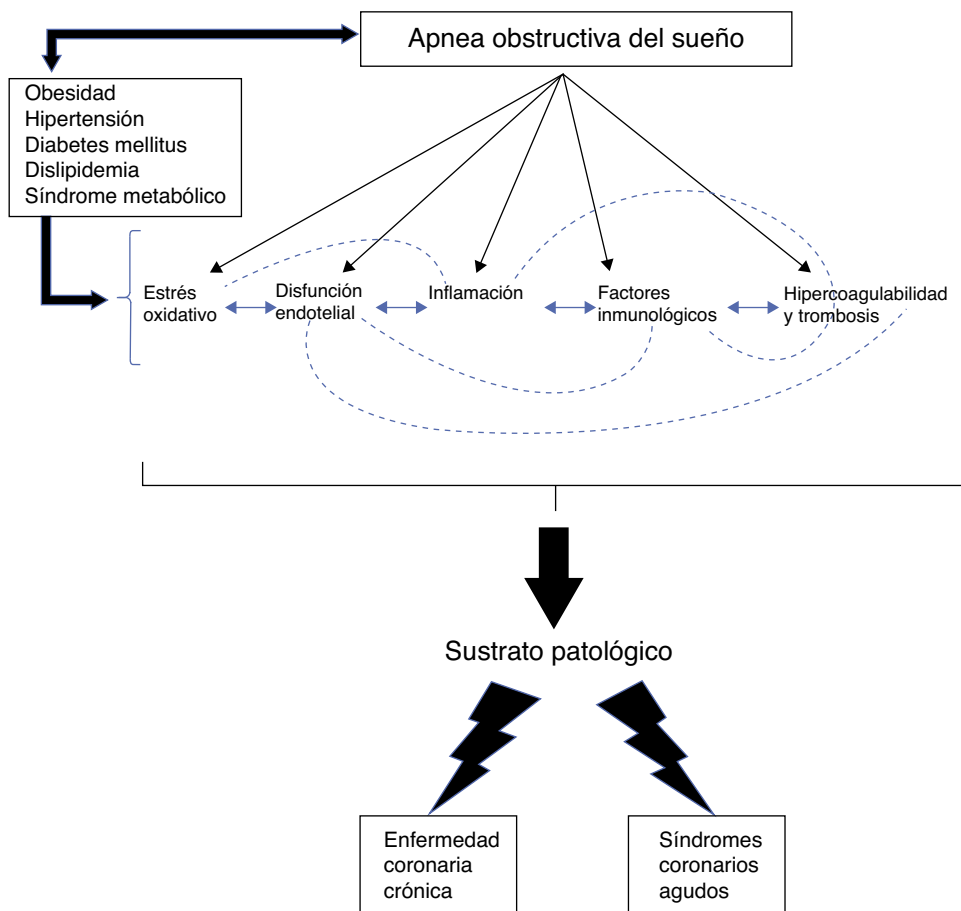 Apnea obstructiva del sueño
Obesidad
Hipertensión
Diabetes mellitus
Dislipidemia
Síndrome metabólico
Estrés
oxidativo
Disfunción
endotelial
Inflamación
Factores
inmunológicos
Hipercoagulabilidad
y trombosis
Sustrato patológico
Enfermedad
coronaria
crónica
Síndromes
coronarios
agudos